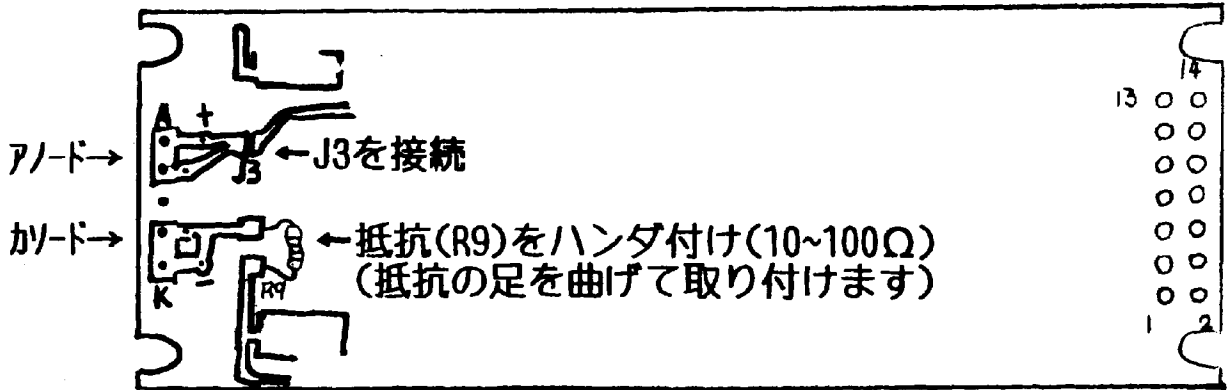 14
13
A +
アノード→
J3
←J3を接続
カソード→
←抵抗(R9)をハンダ付け(10~100Ω)
(抵抗の足を曲げて取り付けます)
K -
R9
1 2